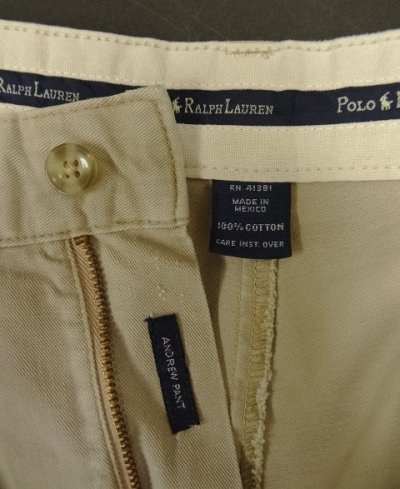 RALPH LAUREN RALPH LAUREN POLO
RN 41381
MADE IN
MEXICO
100% COTTON
CARE INST. OVER
ANDREW PANT